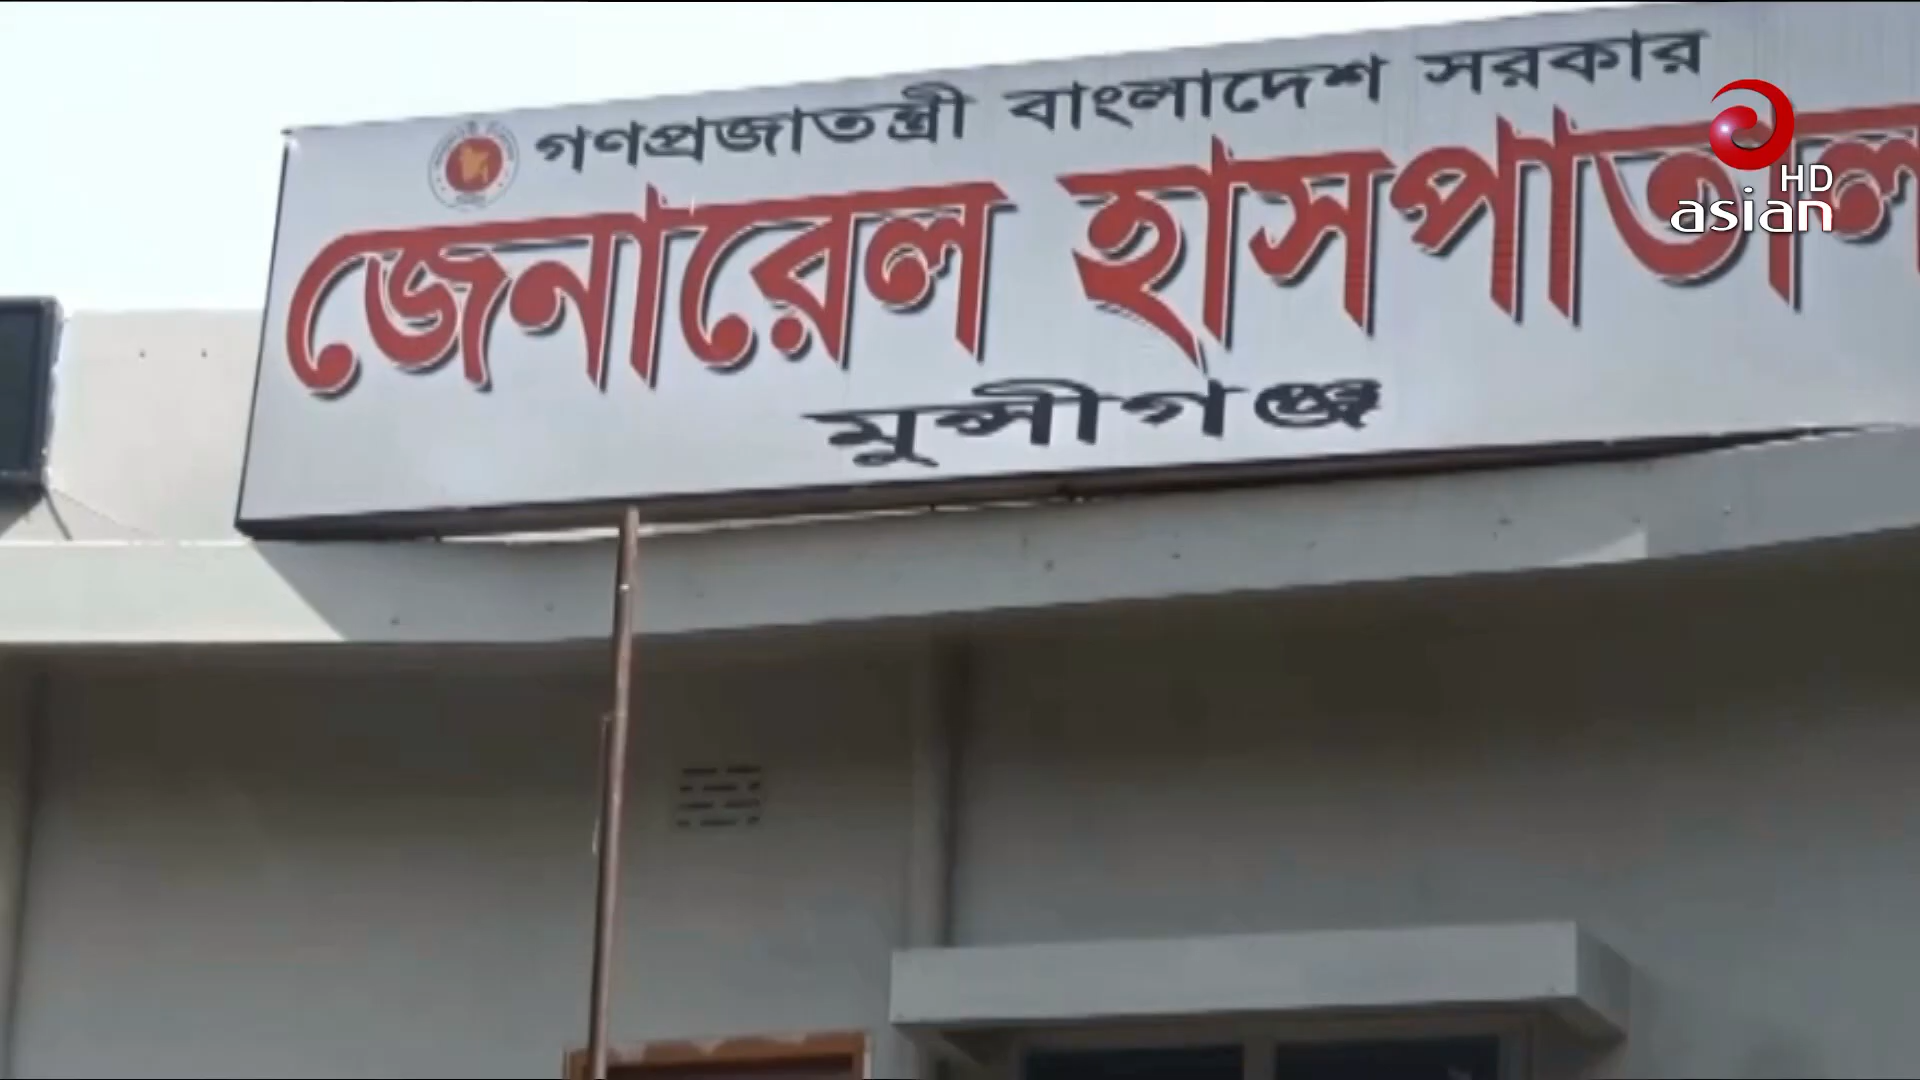 গণপ্রজাতন্ত্রী বাংলাদেশ সরকার
জেনারেল হাসপাতাল
মুন্সীগঞ্জ
HD
asian